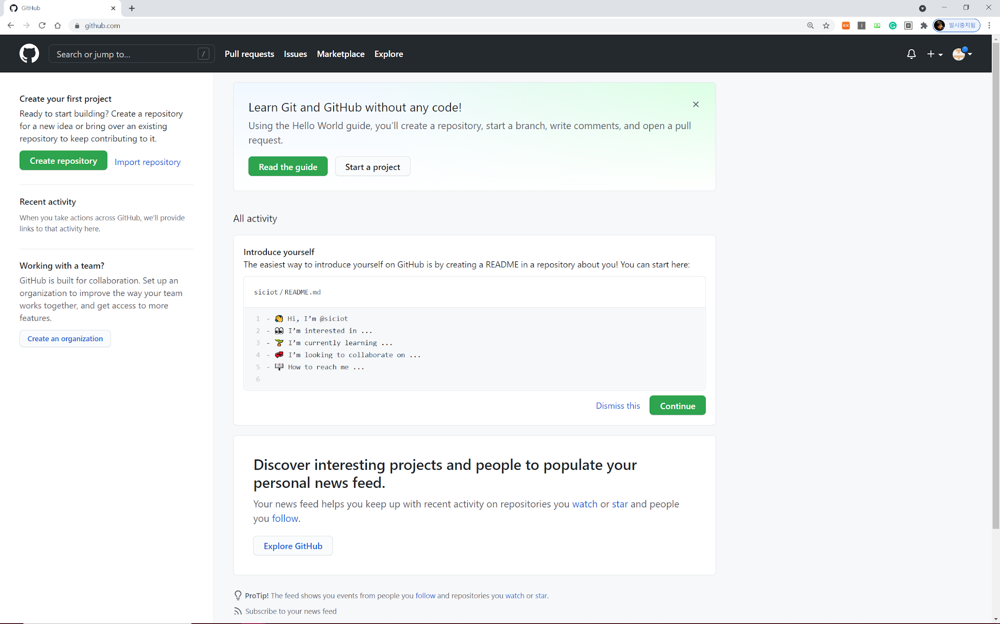 GitHub
github.com
EX
일시중지됨
Search or jump to...
/
Pull requests
Issues
Marketplace
Explore
Create your first project
Ready to start building? Create a repository
for a new idea or bring over an existing
repository to keep contributing to it.
Create repository
Import repository
Recent activity
When you take actions across GitHub, we’ll provide
links to that activity here.
Working with a team?
GitHub is built for collaboration. Set up an
organization to improve the way your team
works together, and get access to more
features.
Create an organization
Learn Git and GitHub without any code!
Using the Hello World guide, you’ll create a repository, start a branch, write comments, and open a pull
request.
Read the guide
Start a project
All activity
Introduce yourself
The easiest way to introduce yourself on GitHub is by creating a README in a repository about you! You can start here:
siciot / README.md
1 - 👋 Hi, I’m @siciot
2 - 👀 I’m interested in ...
3 - 🌱 I’m currently learning ...
4 - 💞️ I’m looking to collaborate on ...
5 - 📫 How to reach me ...
6
Dismiss this
Continue
Discover interesting projects and people to populate your
personal news feed.
Your news feed helps you keep up with recent activity on repositories you watch or star and people
you follow.
Explore GitHub
ProTip! The feed shows you events from people you follow and repositories you watch or star.
Subscribe to your news feed